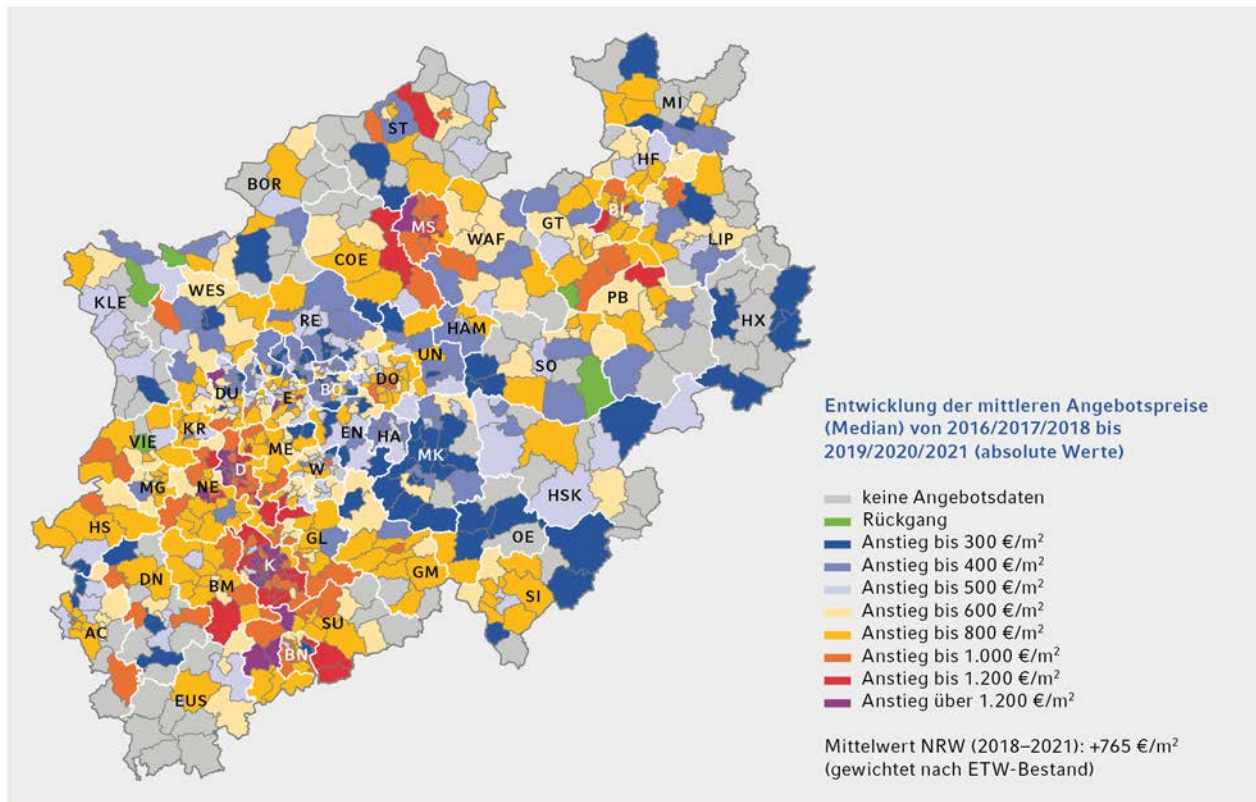 MI
ST
HF
BOR
BI
MS
GT
WAF
LIP
COE
WES
PB
KLE
RE
HX
HAM
UN
SO
DO
DU
E
BO
KR
EN
HA
VIE
ME
MK
D
W
MG
NE
HSK
HS
GL
OE
K
DN
BM
GM
SI
SU
AC
BN
EUS
Entwicklung der mittleren Angebotspreise
(Median) von 2016/2017/2018 bis
2019/2020/2021 (absolute Werte)
keine Angebotsdaten
Rückgang
Anstieg bis 300 €/m²
Anstieg bis 400 €/m²
Anstieg bis 500 €/m²
Anstieg bis 600 €/m²
Anstieg bis 800 €/m²
Anstieg bis 1.000 €/m²
Anstieg bis 1.200 €/m²
Anstieg über 1.200 €/m²
Mittelwert NRW (2018–2021): +765 €/m²
(gewichtet nach ETW-Bestand)